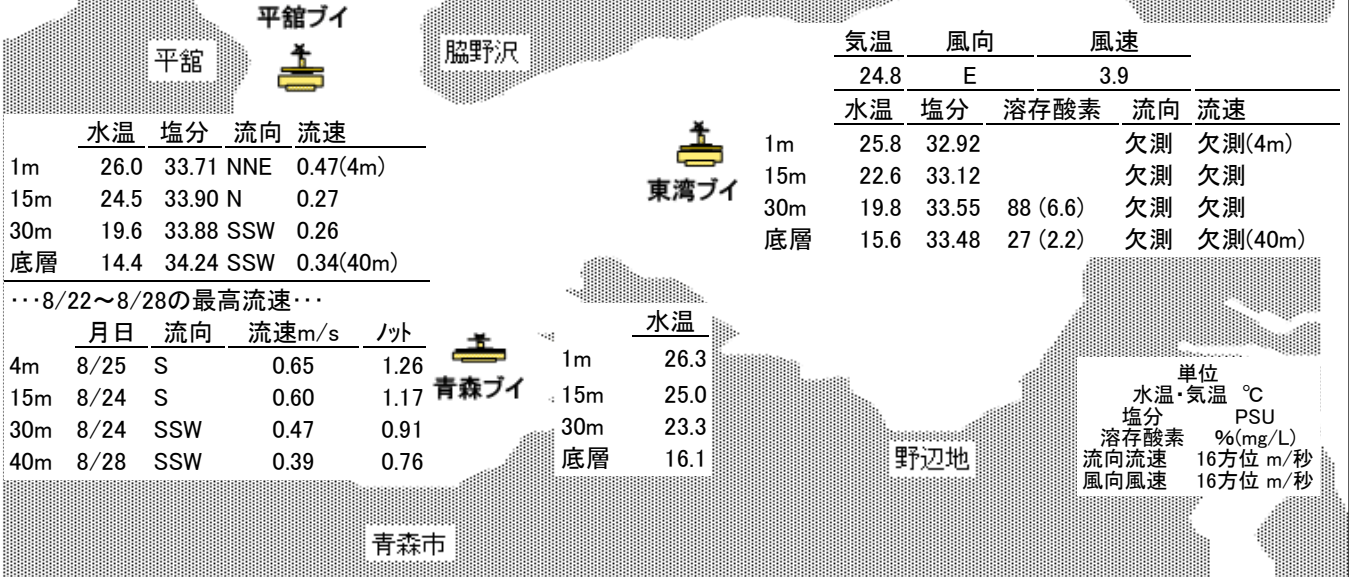 平舘ブイ
平舘
脇野沢
水温 塩分 流向 流速
1m 26.0 33.71 NNE 0.47(4m)
15m 24.5 33.90 N 0.27
30m 19.6 33.88 SSW 0.26
底層 14.4 34.24 SSW 0.34(40m)
…8/22～8/28の最高流速…
月日 流向 流速m/s ノット
4m 8/25 S 0.65 1.26
15m 8/24 S 0.60 1.17
30m 8/24 SSW 0.47 0.91
40m 8/28 SSW 0.39 0.76
気温 風向 風速
24.8 E 3.9
水温 塩分 溶存酸素 流向 流速
1m 25.8 32.92 欠測 欠測(4m)
15m 22.6 33.12 欠測 欠測
30m 19.8 33.55 88 (6.6) 欠測 欠測
底層 15.6 33.48 27 (2.2) 欠測 欠測(40m)
東湾ブイ
青森ブイ
水温
1m 26.3
15m 25.0
30m 23.3
底層 16.1
単位
水温・気温 ℃
塩分 PSU
溶存酸素 %(mg/L)
流向流速 16方位 m/秒
風向風速 16方位 m/秒
野辺地
青森市